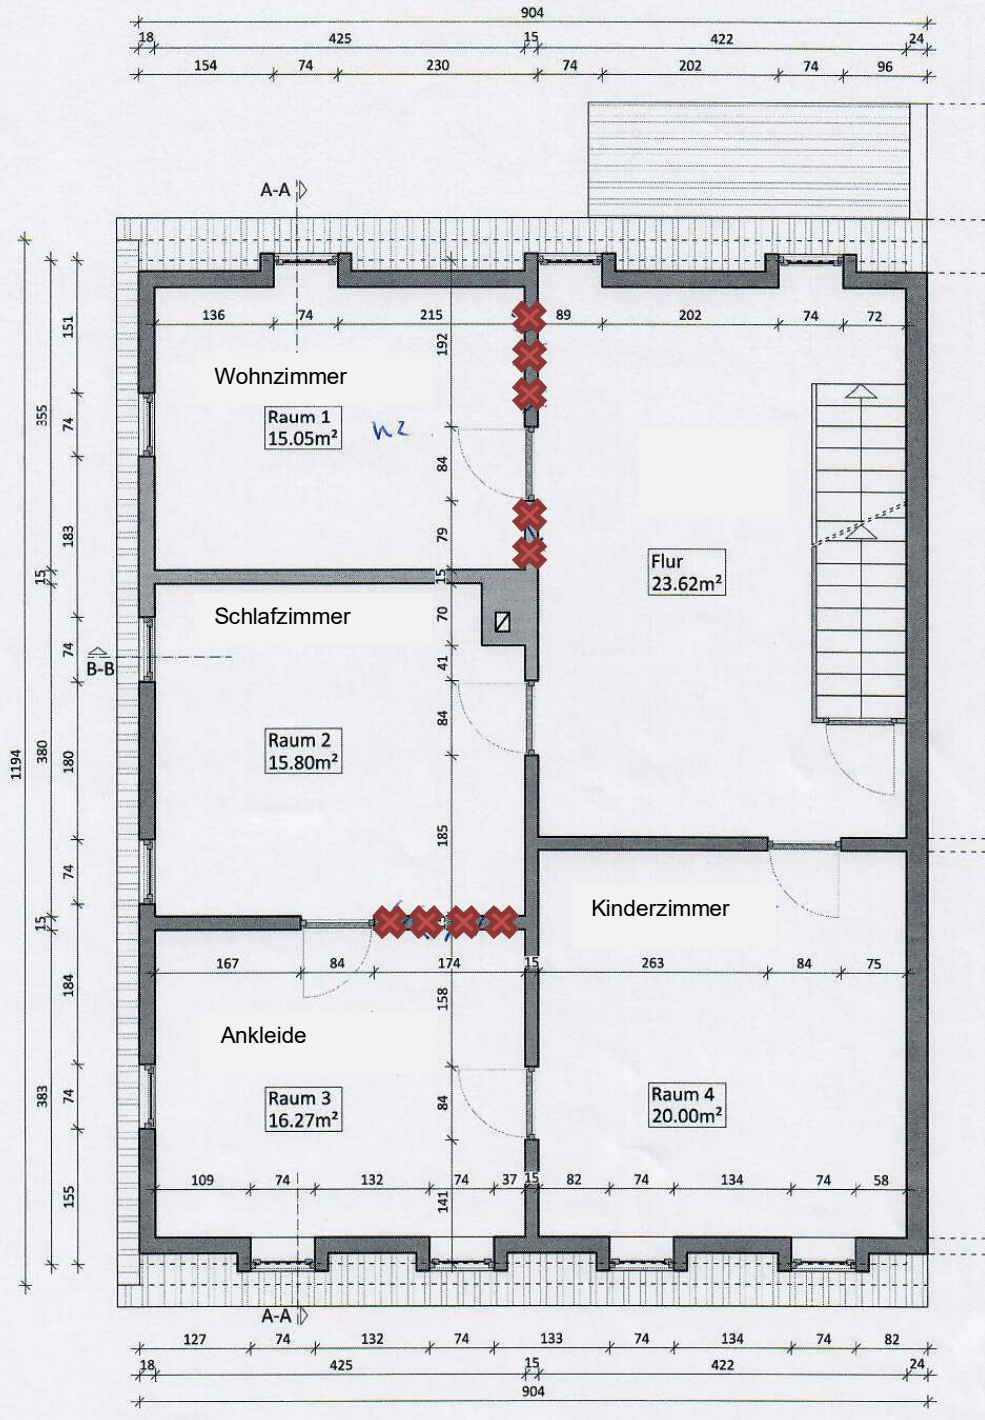 904
18 425 15 422 24
154 74 230 74 202 74 96
A-A
136 74 215 89 202 74 72
192
151
Wohnzimmer
Raum 1
15.05m²
355
74
84
79
183
Flur
23.62m²
15
15
Schlafzimmer
70
74
41
B-B
84
Raum 2
15.80m²
380
180
1194
185
74
Kinderzimmer
15
167 84 174 15 263 84 75
184
158
Ankleide
Raum 3
16.27m²
383
74
84
Raum 4
20.00m²
109 74 132 74 37 15 82 74 134 74 58
155
141
A-A
127 74 132 74 133 74 134 74 82
18 425 15 422 24
904